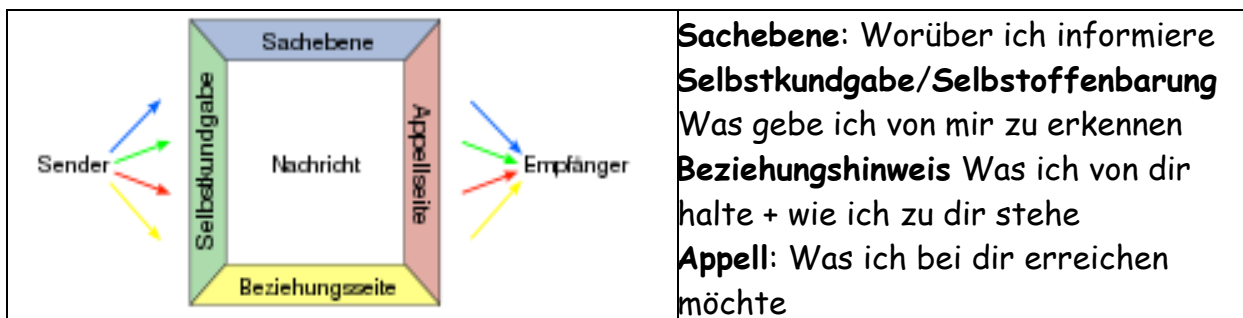 Sachebene
Selbstkundgabe
Sender
Nachricht
Appellseite
Empfänger
Beziehungsseite
Sachebene: Worüber ich informiere
Selbstkundgabe/Selbstoffenbarung
Was gebe ich von mir zu erkennen
Beziehungshinweis Was ich von dir
halte + wie ich zu dir stehe
Appell: Was ich bei dir erreichen
möchte